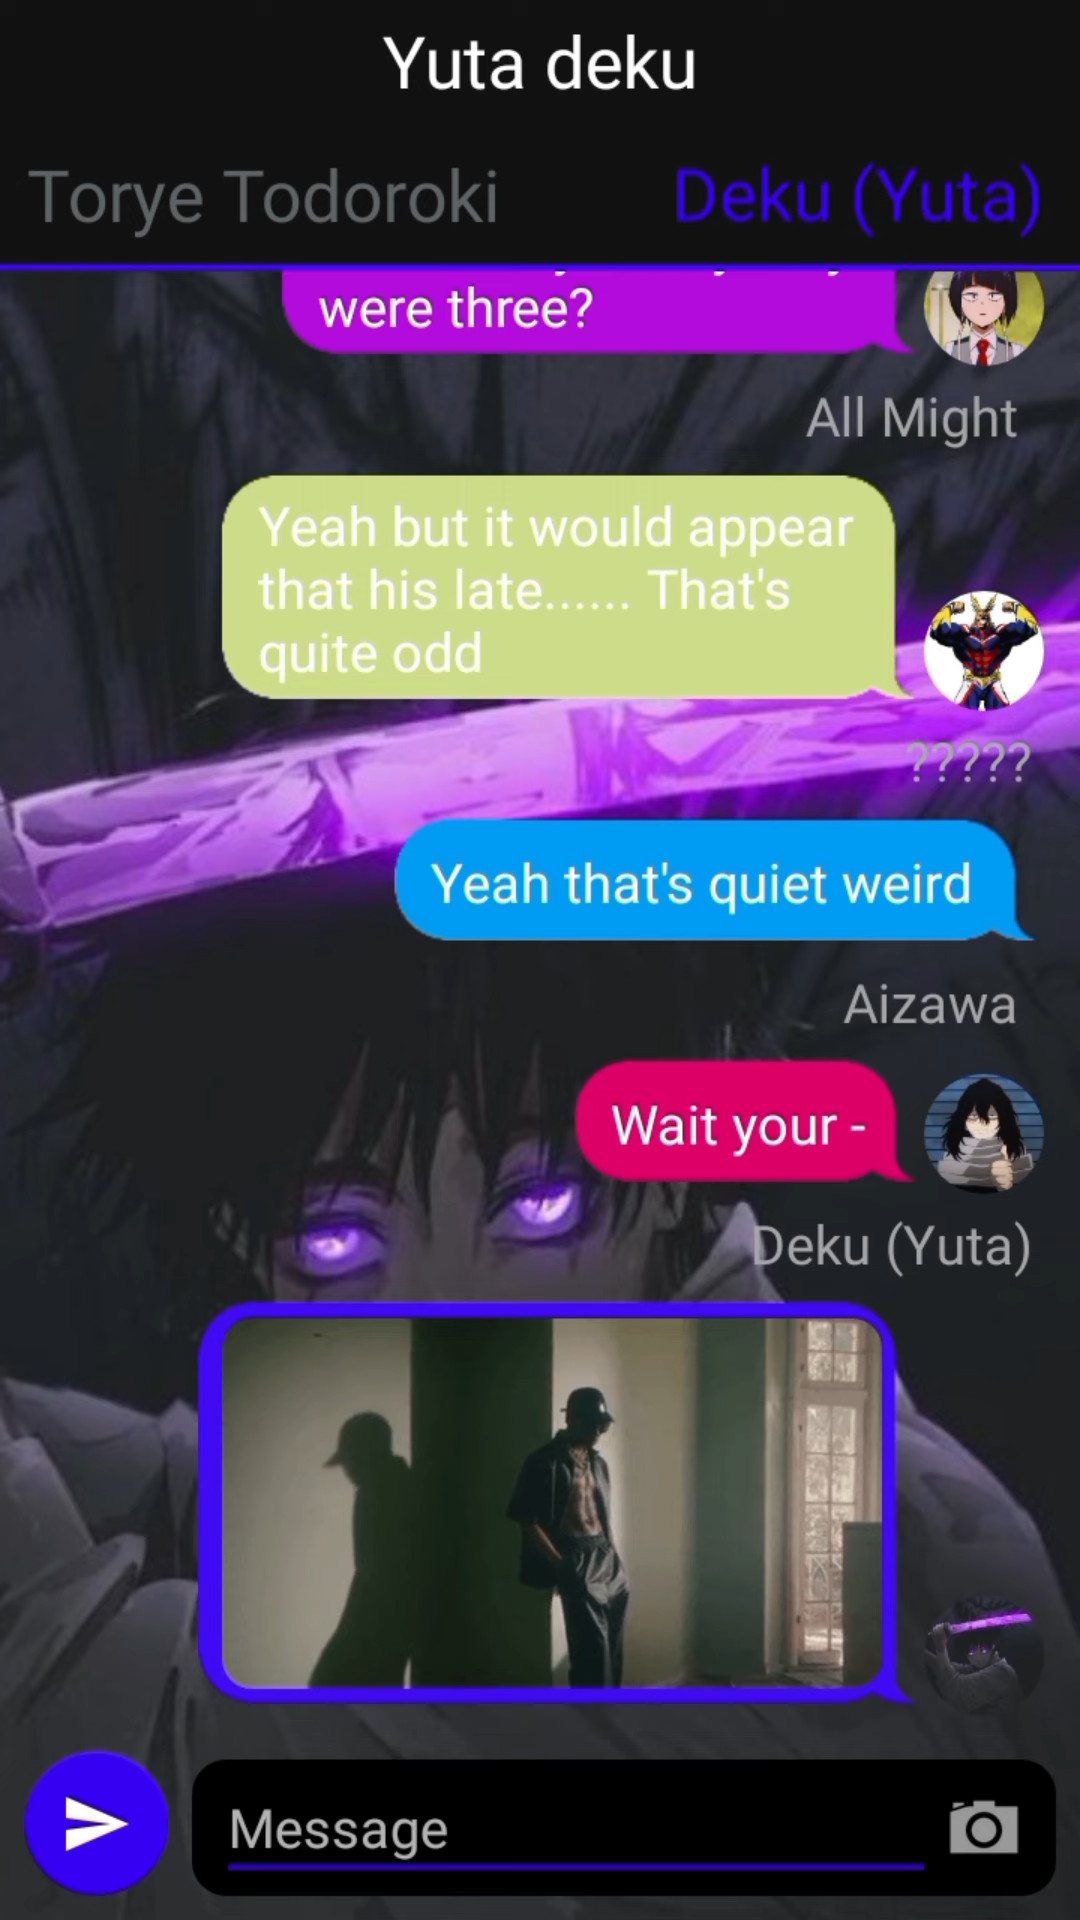 Yuta deku
Torye Todoroki
Deku (Yuta)
were three?
All Might
Yeah but it would appear
that his late...... That's
quite odd
?????
Yeah that's quiet weird
Aizawa
Wait your -
Deku (Yuta)
Message